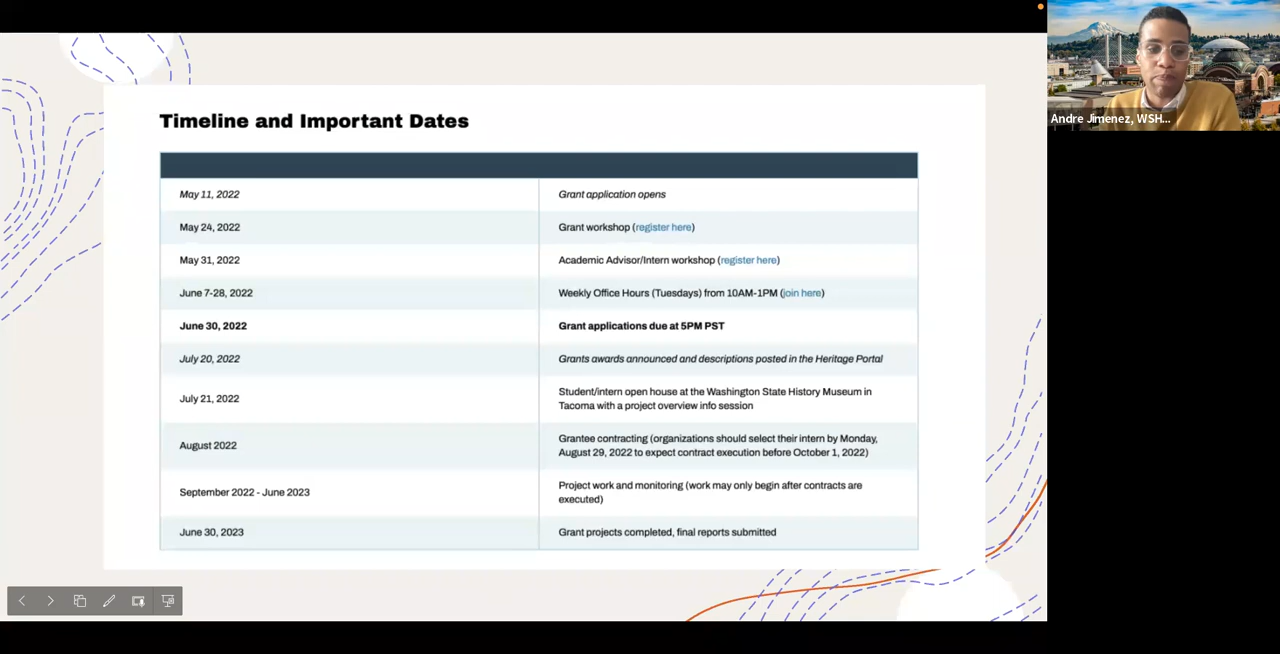 Timeline and Important Dates
May 11, 2022
Grant application opens
May 24, 2022
Grant workshop (register here)
May 31, 2022
Academic Advisor/Intern workshop (register here)
June 7-28, 2022
Weekly Office Hours (Tuesdays) from 10AM-1PM (join here)
June 30, 2022
Grant applications due at 5PM PST
July 20, 2022
Grants awards announced and descriptions posted in the Heritage Portal
July 21, 2022
Student/intern open house at the Washington State History Museum in
Tacoma with a project overview info session
August 2022
Grantee contracting (organizations should select their intern by Monday,
August 29, 2022 to expect contract execution before October 1, 2022)
September 2022 - June 2023
Project work and monitoring (work may only begin after contracts are
executed)
June 30, 2023
Grant projects completed, final reports submitted
Andre Jimenez, WSH...